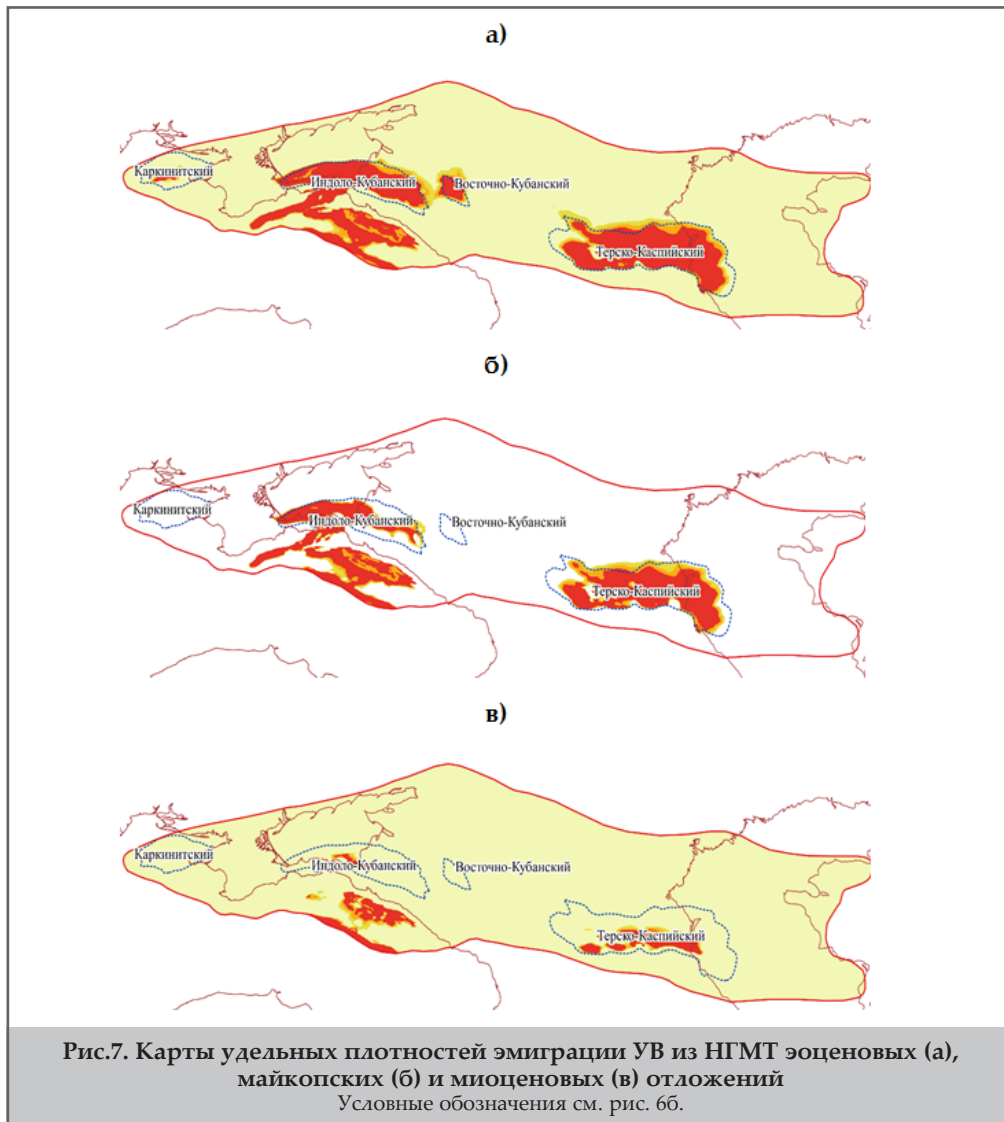 а)
Каркинитский
Индоло-Кубанский
Восточно-Кубанский
Терско-Каспийский
б)
Каркинитский
Индоло-Кубанский
Восточно-Кубанский
Терско-Каспийский
в)
Каркинитский
Индоло-Кубанский
Восточно-Кубанский
Терско-Каспийский
Рис.7. Карты удельных плотностей эмиграции УВ из НГМТ эоценовых (а),
майкопских (б) и миоценовых (в) отложений
Условные обозначения см. рис. 6б.